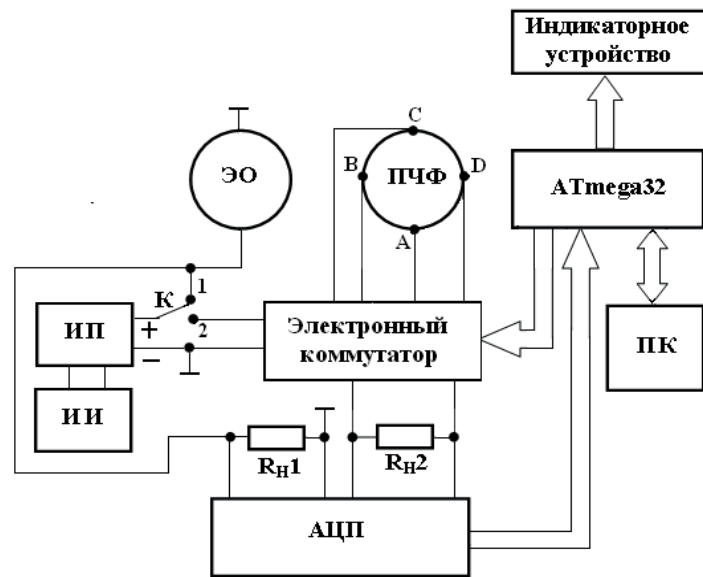 Индикаторное
устройство
C
ЭО
B
ПЧФ
D
ATmega32
A
1
К
2
ИП
+
−
Электронный
коммутатор
ПК
ИИ
RН1
RН2
АЦП